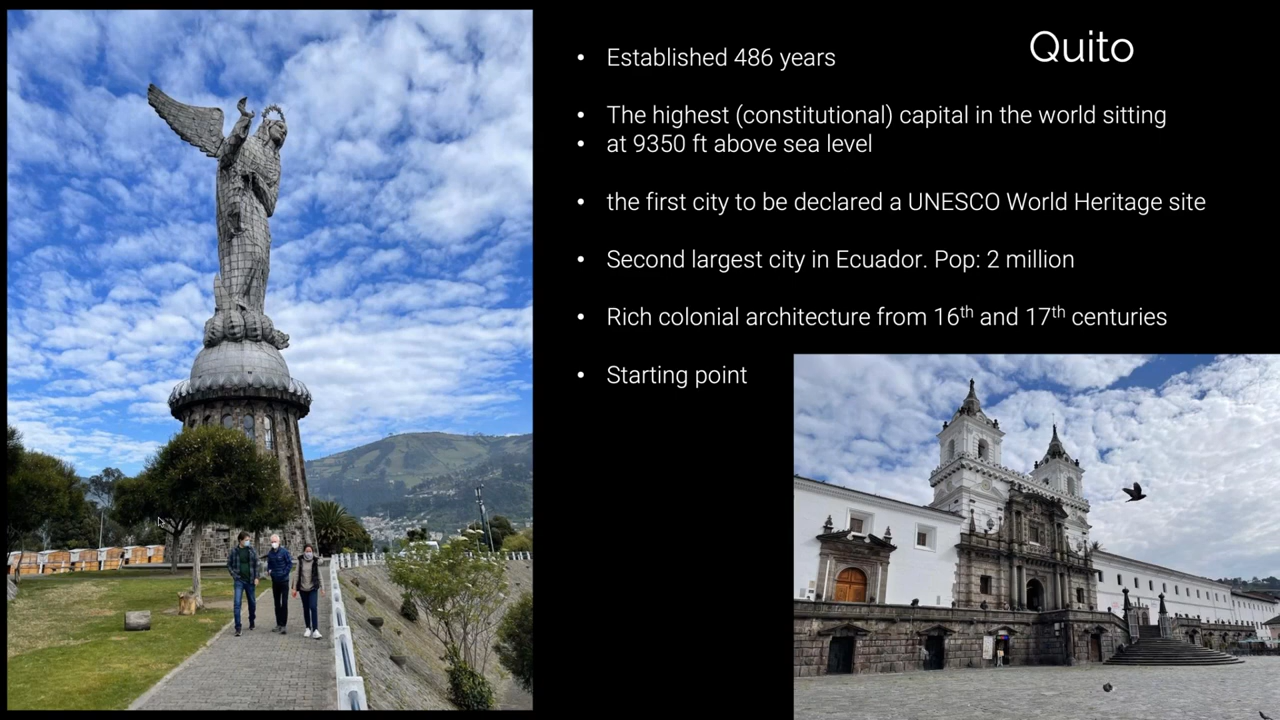 Quito
• Established 486 years
• The highest (constitutional) capital in the world sitting
• at 9350 ft above sea level
• the first city to be declared a UNESCO World Heritage site
• Second largest city in Ecuador. Pop: 2 million
• Rich colonial architecture from 16th and 17th centuries
• Starting point